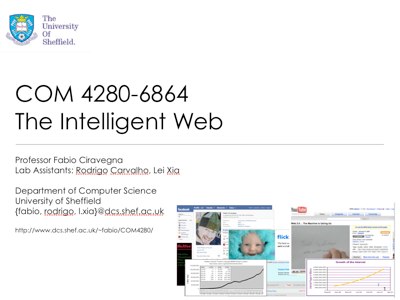 The
University
Of
Sheffield.
COM 4280-6864
The Intelligent Web
Professor Fabio Ciravegna
Lab Assistants: Rodrigo Carvalho, Lei Xia
Department of Computer Science
University of Sheffield
{fabio, rodrigo, l.xia}@dcs.shef.ac.uk
http://www.dcs.shef.ac.uk/~fabio/COM4280/
facebook
flick
YouTube